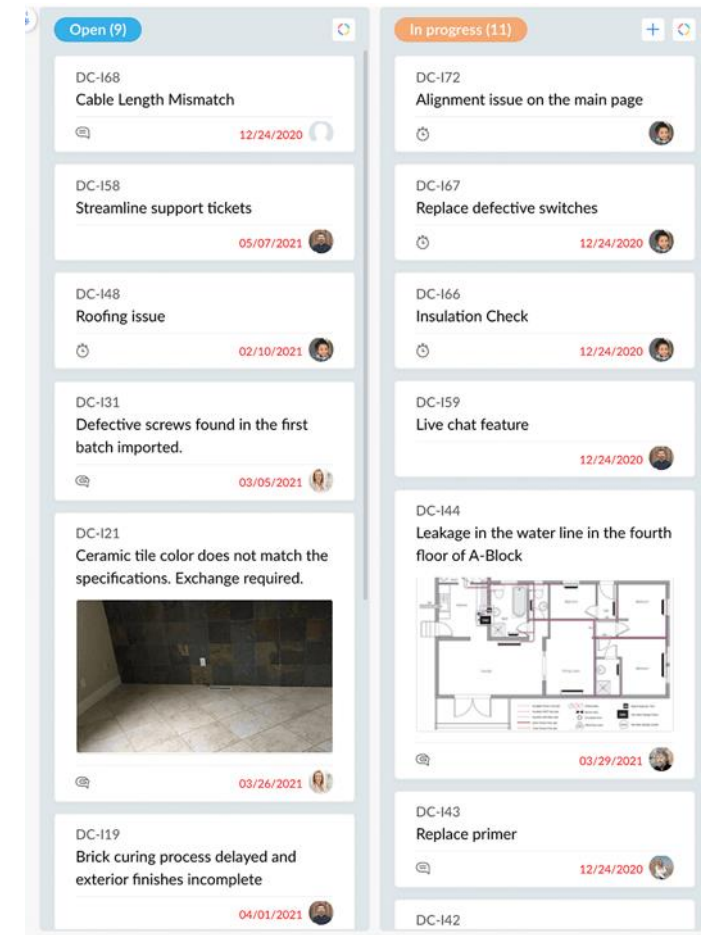 Open (9)
DC-I68
Cable Length Mismatch
12/24/2020
DC-I58
Streamline support tickets
05/07/2021
DC-I48
Roofing issue
02/10/2021
DC-I31
Defective screws found in the first
batch imported.
03/05/2021
DC-I21
Ceramic tile color does not match the
specifications. Exchange required.
03/26/2021
DC-I19
Brick curing process delayed and
exterior finishes incomplete
04/01/2021
In progress (11)
DC-I72
Alignment issue on the main page
DC-I67
Replace defective switches
12/24/2020
DC-I66
Insulation Check
12/24/2020
DC-I59
Live chat feature
12/24/2020
DC-I44
Leakage in the water line in the fourth
floor of A-Block
03/29/2021
DC-I43
Replace primer
12/24/2020
DC-I42